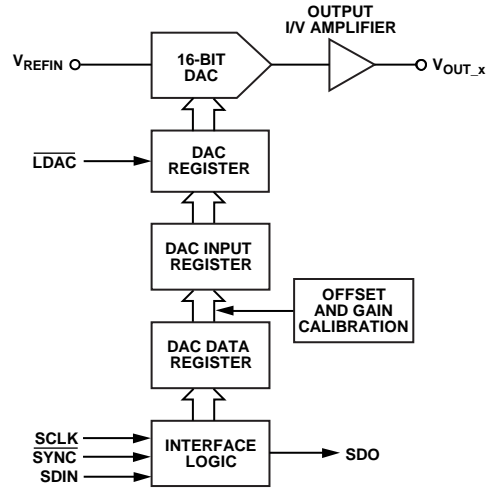 OUTPUT
I/V AMPLIFIER
VREFIN
16-BIT
DAC
VOUT_x
LDAC
DAC
REGISTER
DAC INPUT
REGISTER
OFFSET
AND GAIN
CALIBRATION
DAC DATA
REGISTER
SCLK
SYNC
SDIN
INTERFACE
LOGIC
SDO